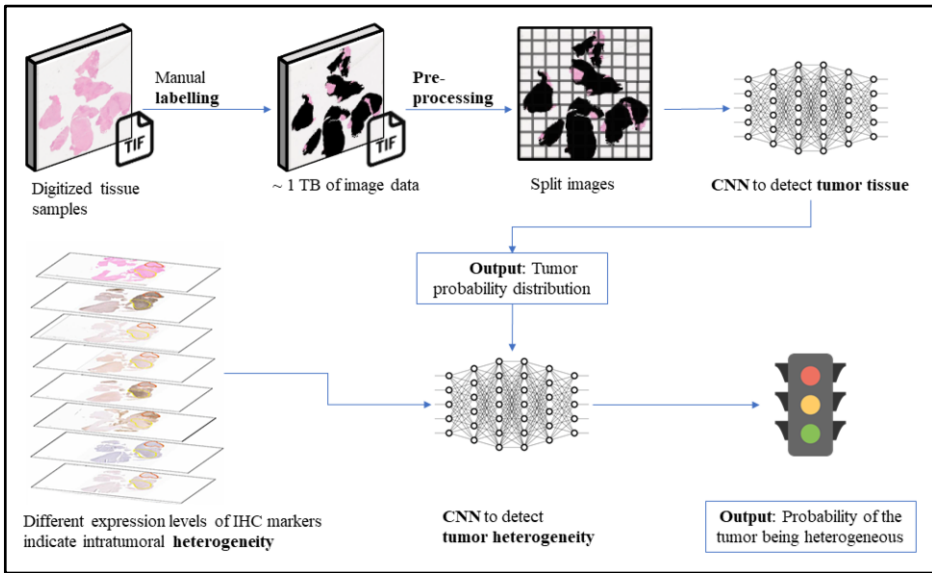 Manual
labelling
Pre-
processing
TIF
TIF
Digitized tissue
samples
~ 1 TB of image data
Split images
CNN to detect tumor tissue
Output: Tumor
probability distribution
Different expression levels of IHC markers
indicate intratumoral heterogeneity
CNN to detect
tumor heterogeneity
Output: Probability of the
tumor being heterogeneous